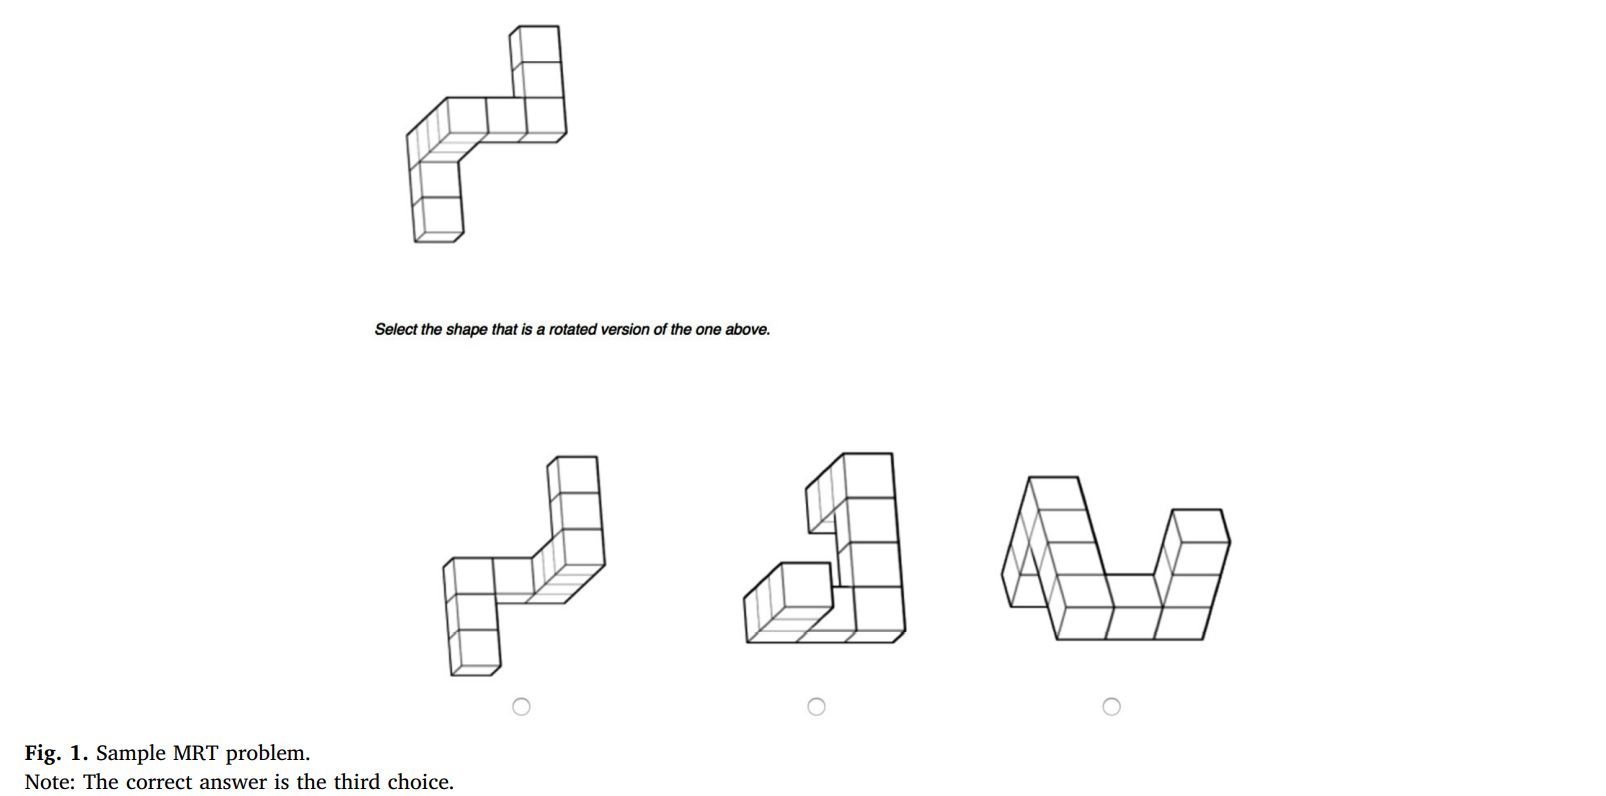 Select the shape that is a rotated version of the one above.
Fig. 1. Sample MRT problem.
Note: The correct answer is the third choice.